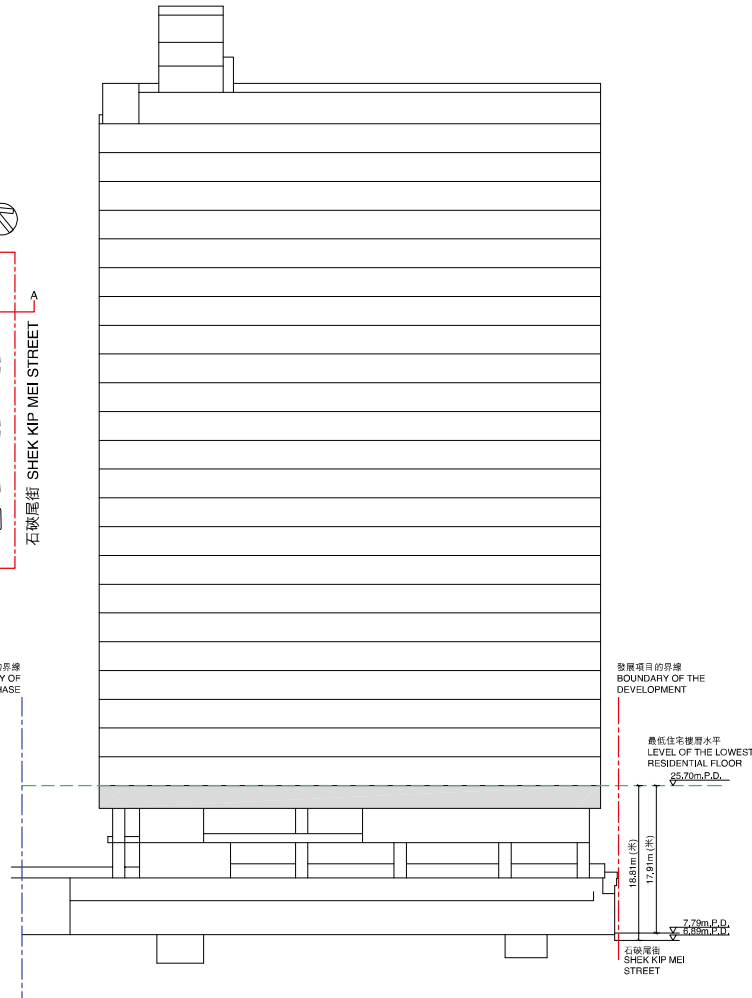 A
石硤尾街 SHEK KIP MEI STREET
的界線
Y OF
HASE
發展項目的界線
BOUNDARY OF THE
DEVELOPMENT
最低住宅樓層水平
LEVEL OF THE LOWEST
RESIDENTIAL FLOOR
25.70m.P.D.
18.81m (米)
17.91m (米)
7.79m.P.D.
6.89m.P.D.
石硤尾街
SHEK KIP MEI
STREET